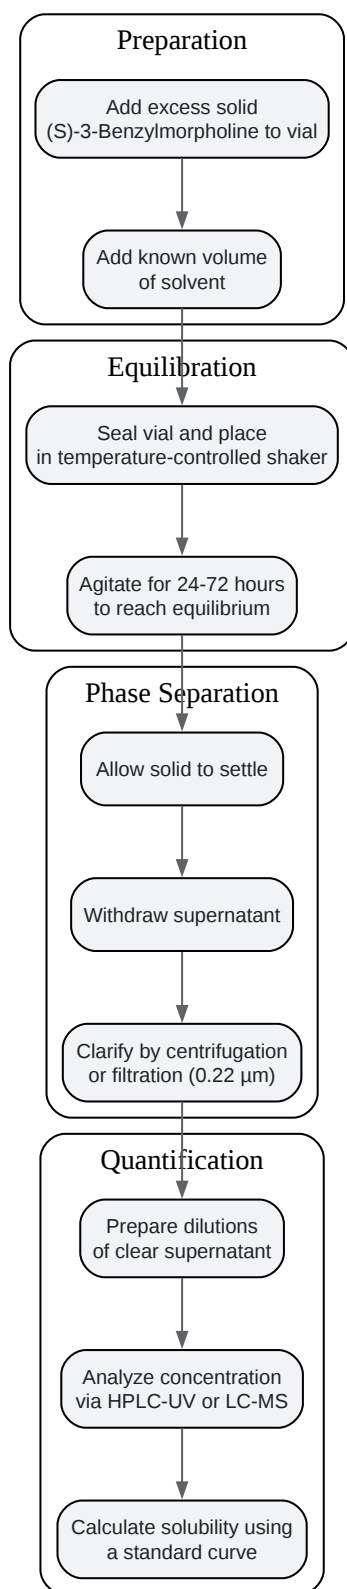 Preparation
Add excess solid
(S)-3-Benzylmorpholine to vial
Add known volume
of solvent
Equilibration
Seal vial and place
in temperature-controlled shaker
Agitate for 24-72 hours
to reach equilibrium
Phase Separation
Allow solid to settle
Withdraw supernatant
Clarify by centrifugation
or filtration (0.22 µm)
Quantification
Prepare dilutions
of clear supernatant
Analyze concentration
via HPLC-UV or LC-MS
Calculate solubility using
a standard curve